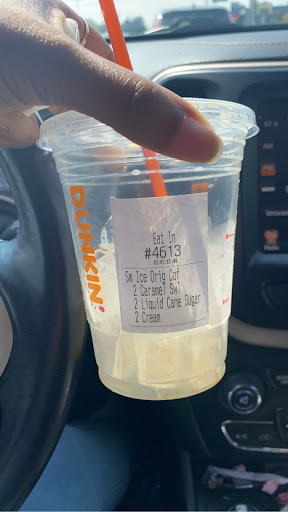 DUNKIN'
Eat In
#4613
Sm Ice Orig Cof
2 Caramel Swl
2 Liquid Cane Sugar
2 Cream